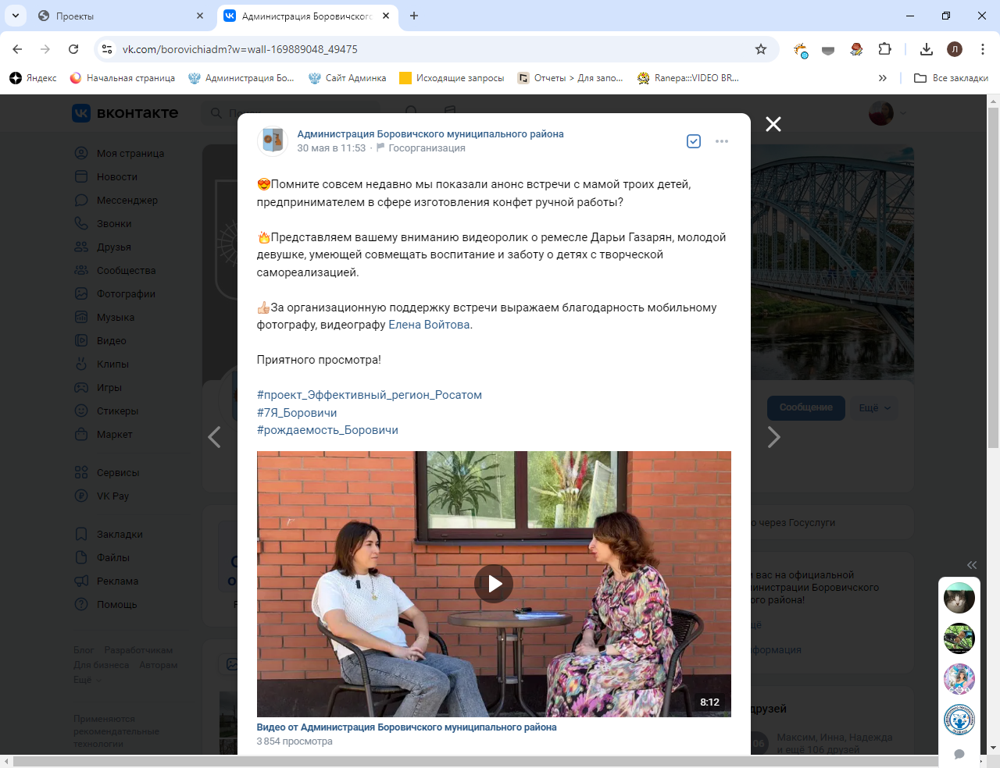 Проекты
Администрация Боровичского
vk.com/borovichiadm?w=wall-169889048_49475
Л
Яндекс
Начальная страница
Администрация Бо...
Сайт Админка
Исходящие запросы
Отчеты > Для запо...
Ranepa:::VIDEO BR...
Все закладки
вконтакте
Поиск
Моя страница
Новости
Мессенджер
Звонки
Друзья
Сообщества
Фотографии
Музыка
Видео
Клипы
Игры
Стикеры
Маркет
Сервисы
VK Pay
Закладки
Файлы
Реклама
Помощь
Блог Разработчикам
Для бизнеса Авторам
Ещё
Применяются
рекомендательные
технологии
Администрация Боровичского муниципального района
30 мая в 11:53 · Госорганизация
😍Помните совсем недавно мы показали анонс встречи с мамой троих детей,
предпринимателем в сфере изготовления конфет ручной работы?
🔥Представляем вашему вниманию видеоролик о ремесле Дарьи Газарян, молодой
девушке, умеющей совмещать воспитание и заботу о детях с творческой
самореализацией.
👍За организационную поддержку встречи выражаем благодарность мобильному
фотографу, видеографу Елена Войтова.
Приятного просмотра!
#проект_Эффективный_регион_Росатом
#7Я_Боровичи
#рождаемость_Боровичи
8:12
Видео от Администрация Боровичского муниципального района
3 854 просмотра
Сообщение
Ещё
о через Госуслуги
вас на официальной
министрации Боровичского
ого района!
щё
формация
друзей
06
Максим, Инна, Надежда
и ещё 106 друзей